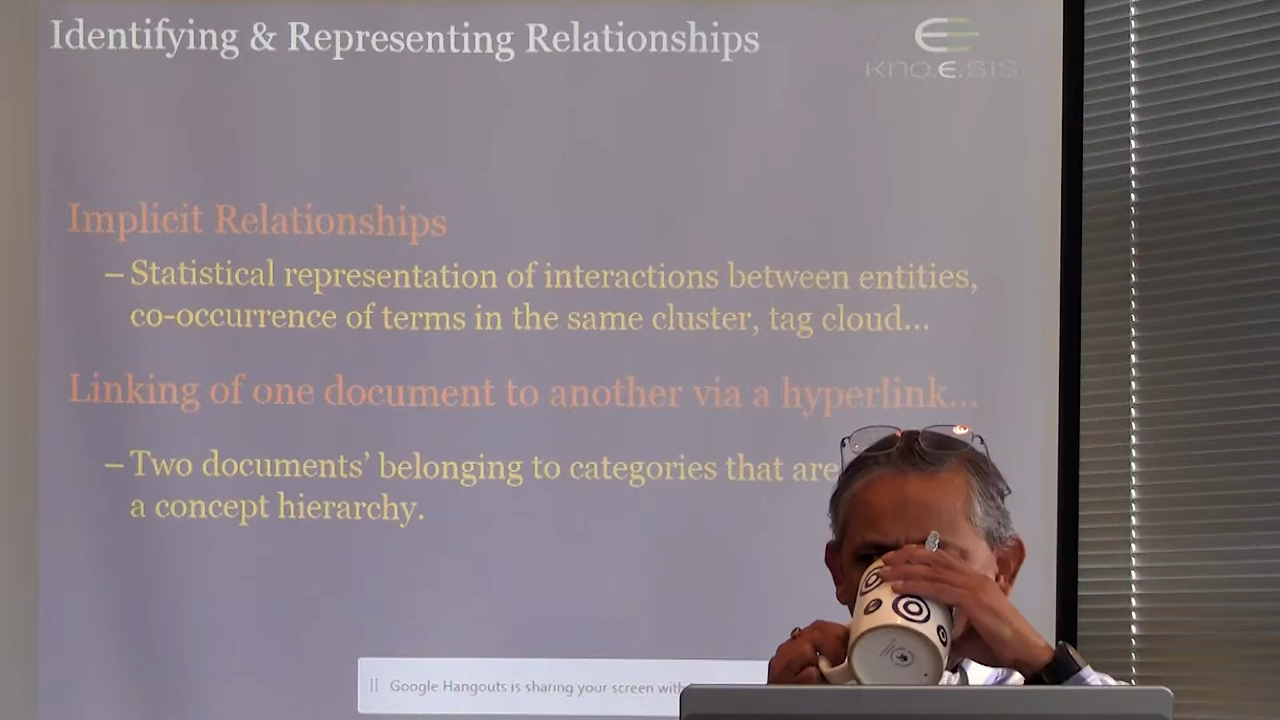 Identifying & Representing Relationships
kno.e.sis
Implicit Relationships
– Statistical representation of interactions between entities,
co-occurrence of terms in the same cluster, tag cloud...
Linking of one document to another via a hyperlink...
– Two documents’ belonging to categories that are
a concept hierarchy.
Google Hangouts is sharing your screen with